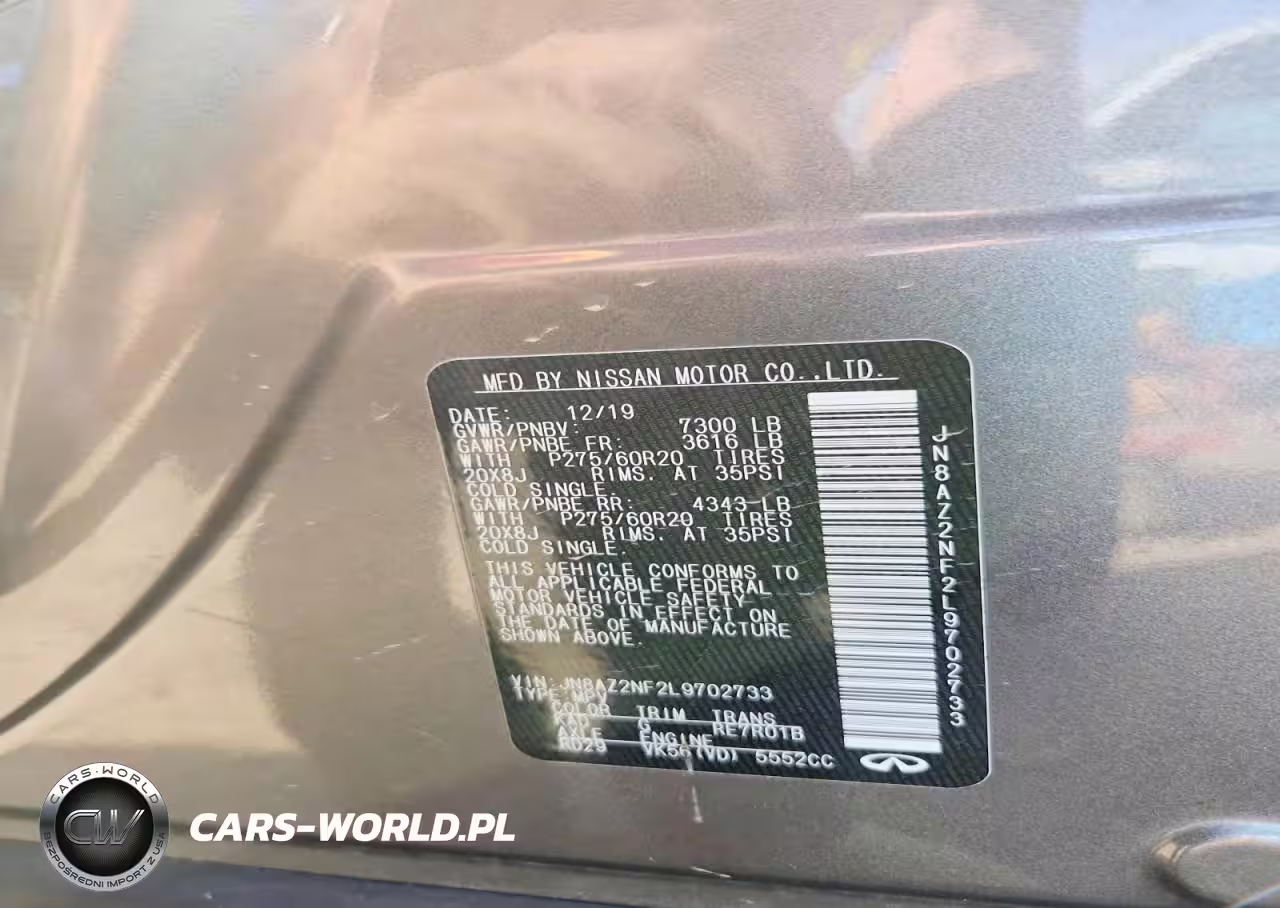 MFD BY NISSAN MOTOR CO.,LTD.
DATE: 12/19
GVWR/PNBV: 7300 LB
GAWR/PNBE FR: 3616 LB
WITH P275/60R20 TIRES
20X8J RIMS. AT 35PSI
COLD SINGLE.
GAWR/PNBE RR: 4343 LB
WITH P275/60R20 TIRES
20X8J RIMS. AT 35PSI
COLD SINGLE.
THIS VEHICLE CONFORMS TO
ALL APPLICABLE FEDERAL
MOTOR VEHICLE SAFETY
STANDARDS IN EFFECT ON
THE DATE OF MANUFACTURE
SHOWN ABOVE.
VIN:JN8AZ2NF2L9702733
TYPE:MPV
COLOR TRIM TRANS
KAD G RE7R01B
AXLE ENGINE
RD29 VK56(VD) 5552CC
JN8AZ2NF2L9702733
CARS-WORLD
CW
BEZPOŚREDNI IMPORT Z USA
CARS-WORLD.PL